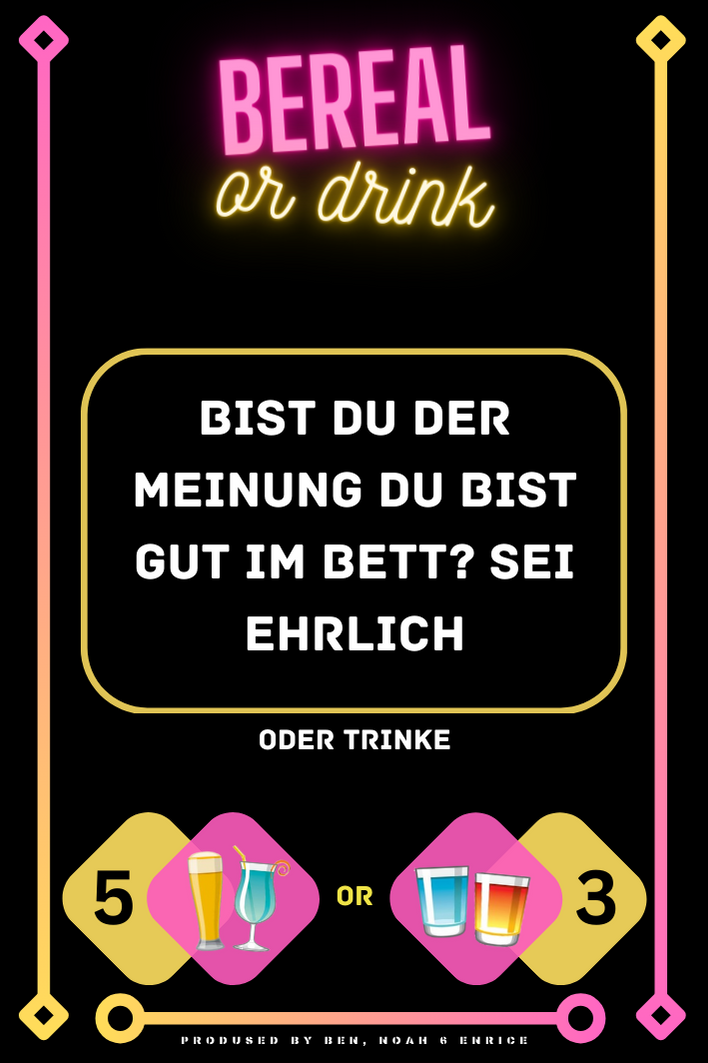 BEREAL
or drink
BIST DU DER
MEINUNG DU BIST
GUT IM BETT? SEI
EHRLICH
ODER TRINKE
5 OR 3
PRODUSED BY BEN, NOAH & ENRICE